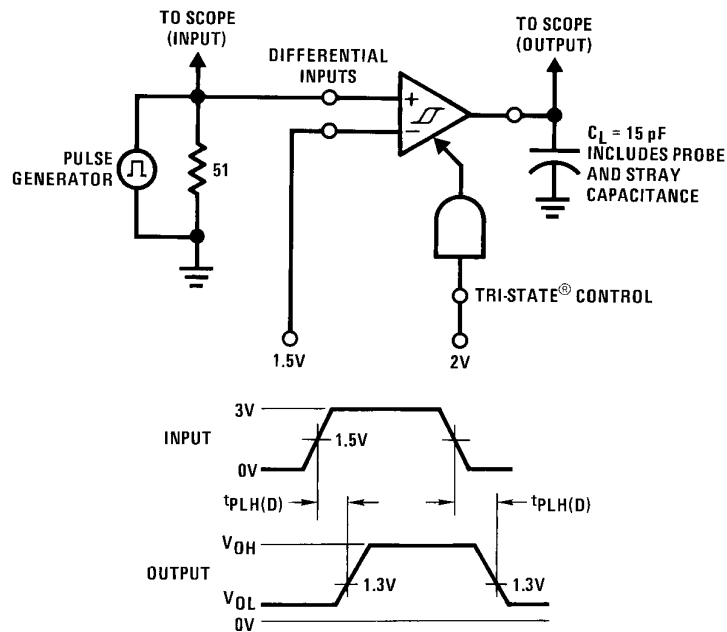 TO SCOPE
(INPUT)
TO SCOPE
(OUTPUT)
DIFFERENTIAL
INPUTS
+
−
PULSE
GENERATOR
51
C_L = 15 pF
INCLUDES PROBE
AND STRAY
CAPACITANCE
TRI-STATE® CONTROL
1.5V
2V
3V
INPUT
1.5V
0V
tPLH(D)
tPLH(D)
VOH
OUTPUT
1.3V
1.3V
VOL
0V